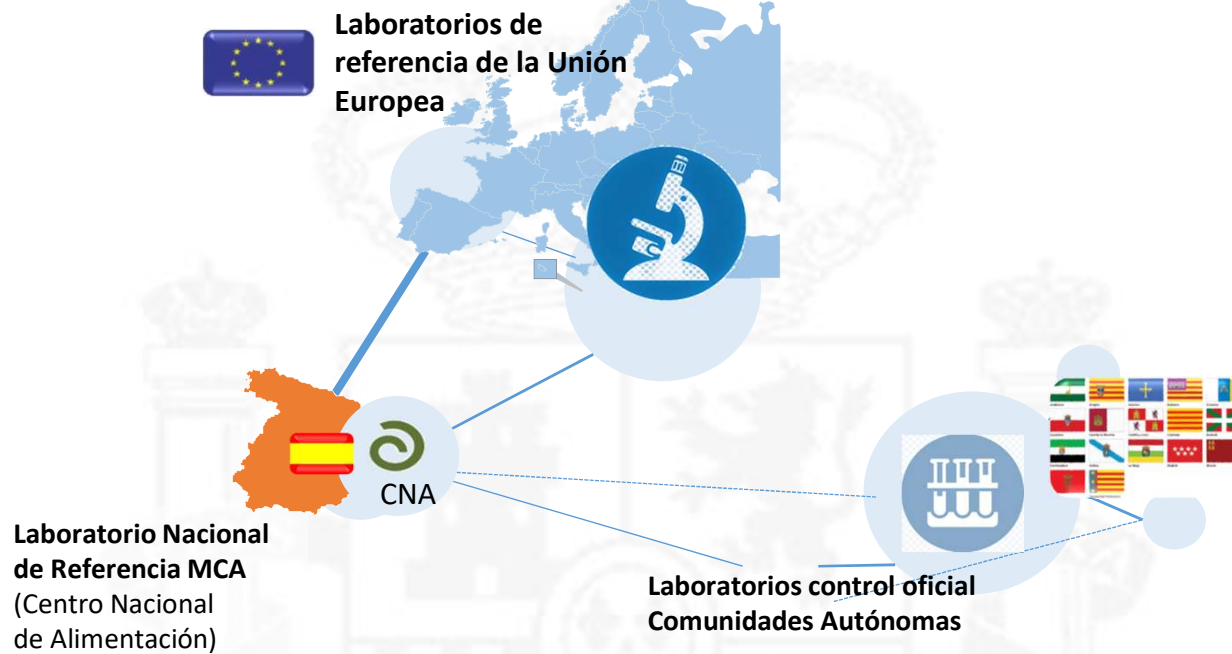 Laboratorios de
referencia de la Unión
Europea
CNA
Laboratorio Nacional
de Referencia MCA
(Centro Nacional
de Alimentación)
Laboratorios control oficial
Comunidades Autónomas